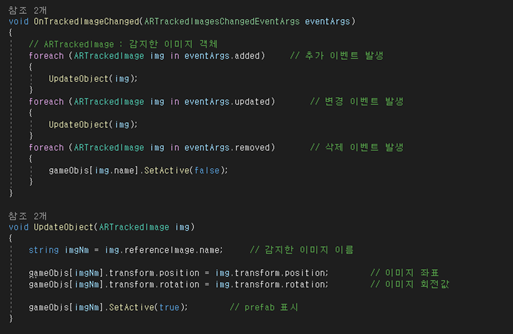 참조 2개
void OnTrackedImageChanged(ARTrackedImagesChangedEventArgs eventArgs)
{
// ARTrackedImage : 감지한 이미지 객체
foreach (ARTrackedImage img in eventArgs.added) // 추가 이벤트 발생
{
UpdateObject(img);
}
foreach (ARTrackedImage img in eventArgs.updated) // 변경 이벤트 발생
{
UpdateObject(img);
}
foreach (ARTrackedImage img in eventArgs.removed) // 삭제 이벤트 발생
{
gameObjs[img.name].SetActive(false);
}
}
참조 2개
void UpdateObject(ARTrackedImage img)
{
string imgNm = img.referenceImage.name; // 감지한 이미지 이름
gameObjs[imgNm].transform.position = img.transform.position; // 이미지 좌표
gameObjs[imgNm].transform.rotation = img.transform.rotation; // 이미지 회전값
gameObjs[imgNm].SetActive(true); // prefab 표시
}